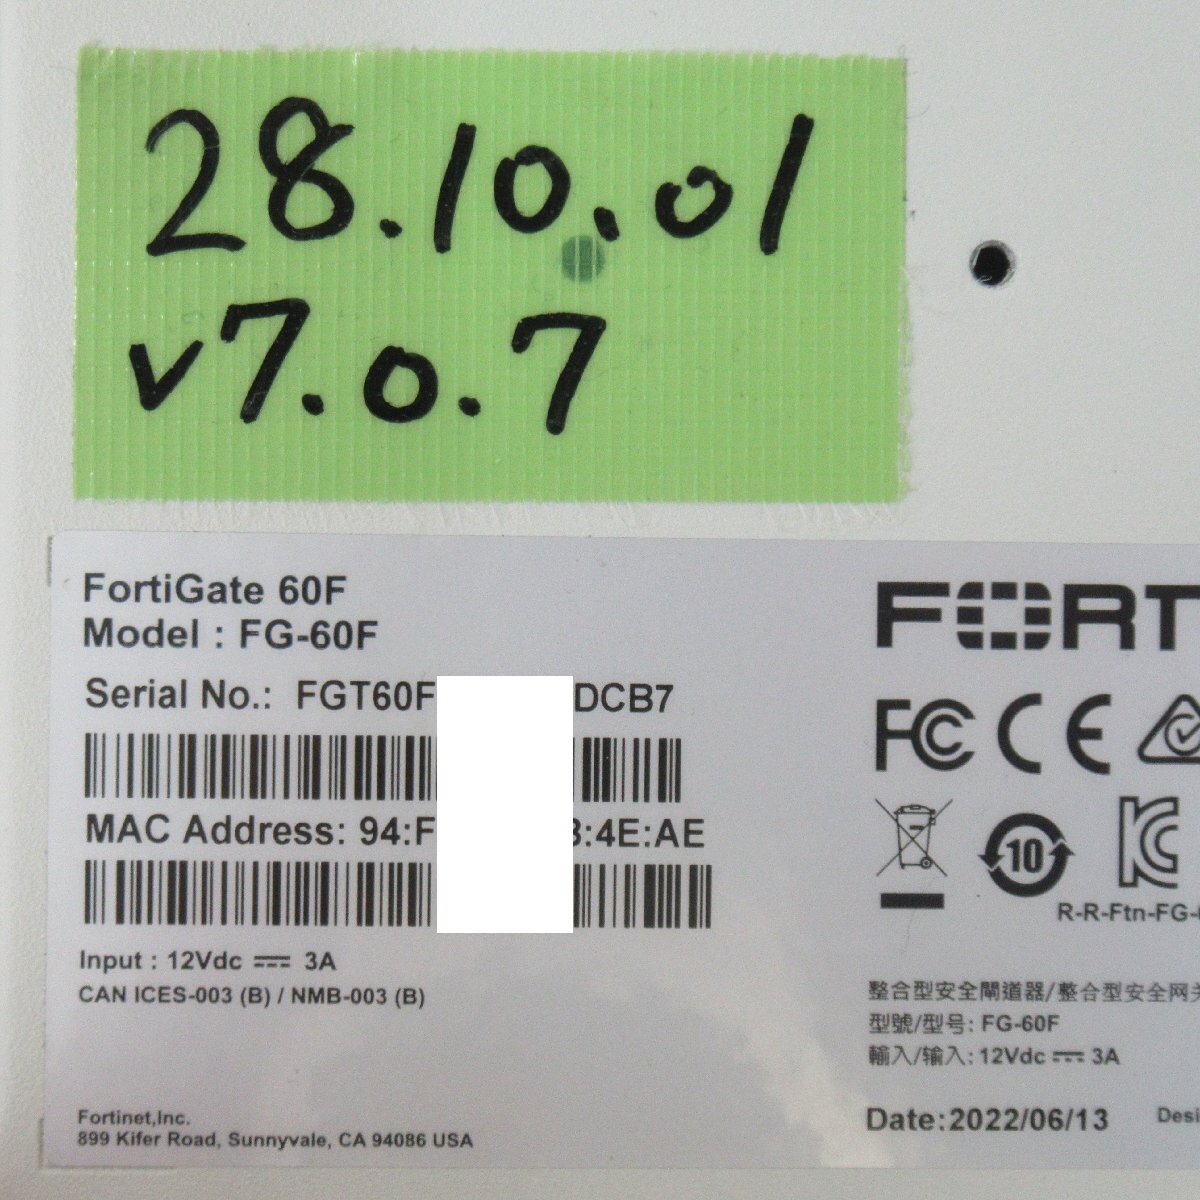 28.10.01
v7.0.7
FortiGate 60F
Model : FG-60F
Serial No.: FGT60F DCB7
MAC Address: 94:F 3:4E:AE
Input : 12Vdc ⎓ 3A
CAN ICES-003 (B) / NMB-003 (B)
Fortinet,Inc.
899 Kifer Road, Sunnyvale, CA 94086 USA
FORT
FC CE
10
R-R-Ftn-FG-
整合型安全閘道器/整合型安全网关
型號/型号: FG-60F
輸入/输入: 12Vdc ⎓ 3A
Date:2022/06/13
Desi